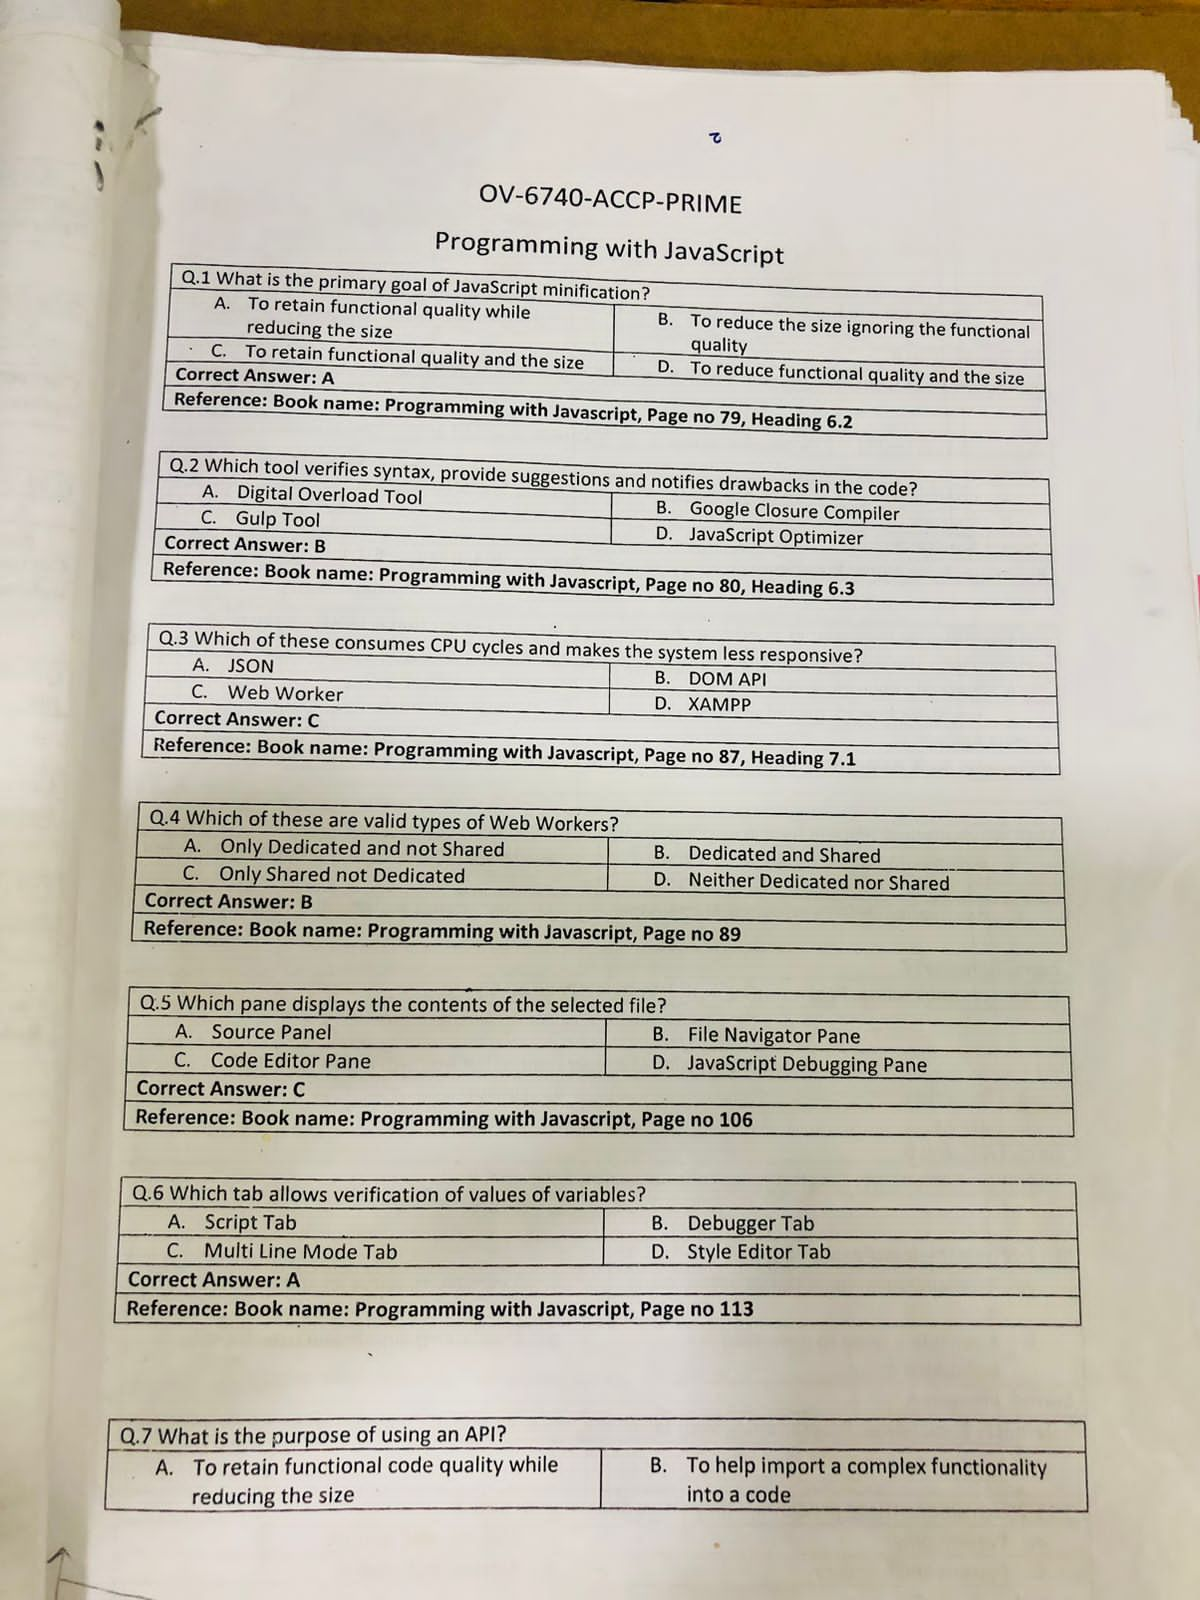 2
OV-6740-ACCP-PRIME
Programming with JavaScript
Q.1 What is the primary goal of JavaScript minification?
A. To retain functional quality while
reducing the size
B. To reduce the size ignoring the functional
quality
C. To retain functional quality and the size
D. To reduce functional quality and the size
Correct Answer: A
Reference: Book name: Programming with Javascript, Page no 79, Heading 6.2
Q.2 Which tool verifies syntax, provide suggestions and notifies drawbacks in the code?
A. Digital Overload Tool
B. Google Closure Compiler
C. Gulp Tool
D. JavaScript Optimizer
Correct Answer: B
Reference: Book name: Programming with Javascript, Page no 80, Heading 6.3
Q.3 Which of these consumes CPU cycles and makes the system less responsive?
A. JSON
B. DOM API
C. Web Worker
D. XAMPP
Correct Answer: C
Reference: Book name: Programming with Javascript, Page no 87, Heading 7.1
Q.4 Which of these are valid types of Web Workers?
A. Only Dedicated and not Shared
B. Dedicated and Shared
C. Only Shared not Dedicated
D. Neither Dedicated nor Shared
Correct Answer: B
Reference: Book name: Programming with Javascript, Page no 89
Q.5 Which pane displays the contents of the selected file?
A. Source Panel
B. File Navigator Pane
C. Code Editor Pane
D. JavaScript Debugging Pane
Correct Answer: C
Reference: Book name: Programming with Javascript, Page no 106
Q.6 Which tab allows verification of values of variables?
A. Script Tab
B. Debugger Tab
C. Multi Line Mode Tab
D. Style Editor Tab
Correct Answer: A
Reference: Book name: Programming with Javascript, Page no 113
Q.7 What is the purpose of using an API?
A. To retain functional code quality while
reducing the size
B. To help import a complex functionality
into a code